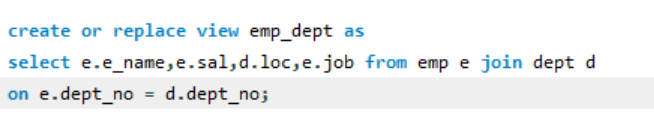 create or replace view emp_dept as
select e.e_name,e.sal,d.loc,e.job from emp e join dept d
on e.dept_no = d.dept_no;